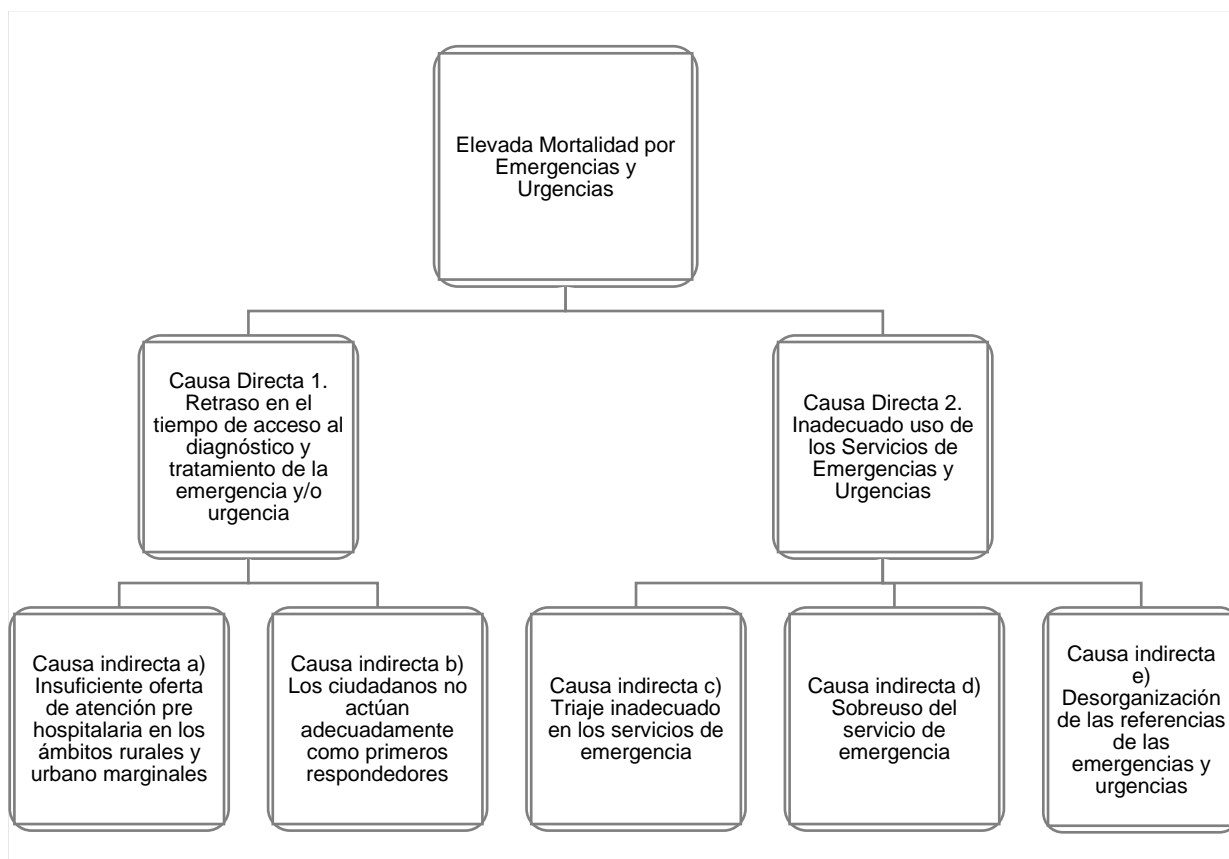 Elevada Mortalidad por
Emergencias y
Urgencias
Causa Directa 1.
Retraso en el
tiempo de acceso al
diagnóstico y
tratamiento de la
emergencia y/o
urgencia
Causa Directa 2.
Inadecuado uso de
los Servicios de
Emergencias y
Urgencias
Causa indirecta a)
Insuficiente oferta
de atención pre
hospitalaria en los
ámbitos rurales y
urbano marginales
Causa indirecta b)
Los ciudadanos no
actúan
adecuadamente
como primeros
respondedores
Causa indirecta c)
Triaje inadecuado
en los servicios de
emergencia
Causa indirecta d)
Sobreuso del
servicio de
emergencia
Causa indirecta
e)
Desorganización
de las referencias
de las
emergencias y
urgencias